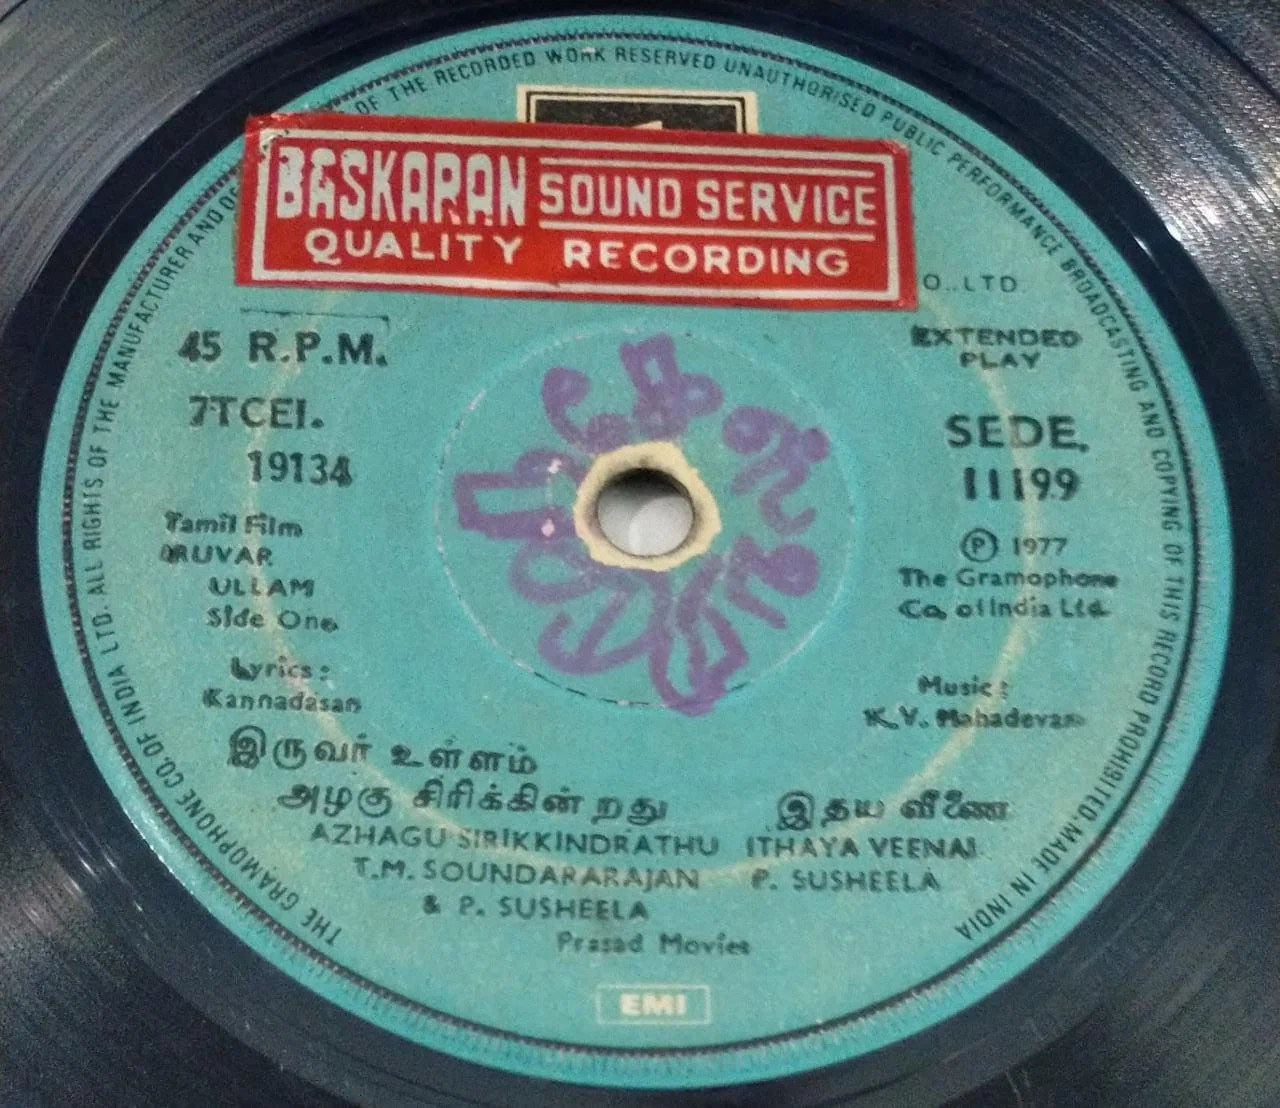 THE GRAMOPHONE CO. OF INDIA LTD. ALL RIGHTS OF THE MANUFACTURER AND OF THE RECORDED WORK RESERVED UNAUTHORISED PUBLIC PERFORMANCE BROADCASTING AND COPYING OF THIS RECORD PROHIBITED. MADE IN INDIA
BASKARAN SOUND SERVICE
QUALITY RECORDING
O., LTD.
45 R.P.M.
EXTENDED
PLAY
7TCEI.
19134
SEDE.
11199
Tamil Film
IRUVAR
ULLAM
Side One
℗ 1977
The Gramophone
Co. of India Ltd.
Lyrics:
Kannadasan
Music:
K.V. Mahadevan
இருவர் உள்ளம்
அழகு சிரிக்கின்றது இதய வீணை
AZHAGU SIRIKKINDRATHU ITHAYA VEENAI
T.M. SOUNDARARAJAN P. SUSHEELA
& P. SUSHEELA
Prasad Movies
EMI